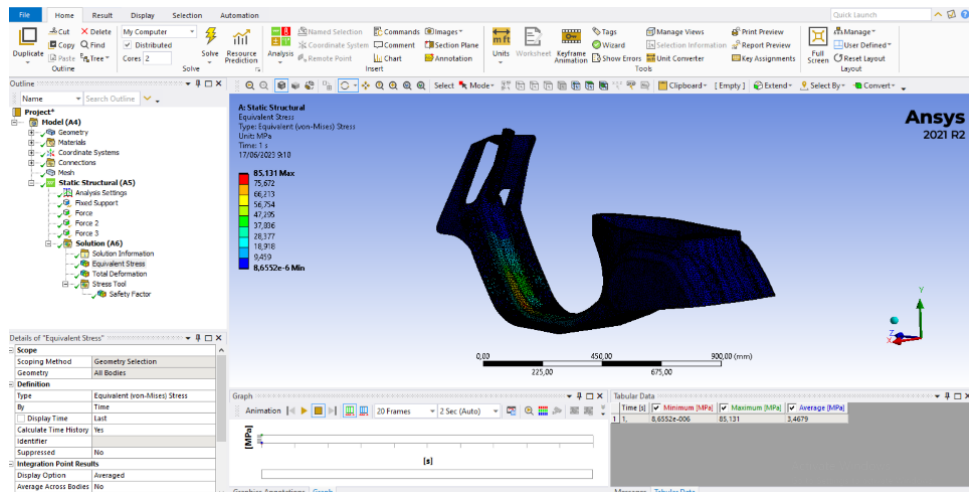 File Home Result Display Selection Automation Quick Launch
Duplicate
Cut Delete
Copy Find
Paste Tree
Outline
My Computer
Distributed
Cores 2
Solve
Solve
Resource Prediction
Analysis
Named Selection
Coordinate System
Remote Point
Commands
Comment
Chart
Images
Section Plane
Annotation
Insert
Units
Worksheet
Keyframe Animation
Tags
Wizard
Show Errors
Manage Views
Selection Information
Unit Converter
Print Preview
Report Preview
Key Assignments
Tools
Full Screen
Manage
User Defined
Reset Layout
Layout
Outline
Name Search Outline
Select Mode Clipboard [ Empty ] Extend Select By Convert
Project*
Model (A4)
Geometry
Materials
Coordinate Systems
Connections
Mesh
Static Structural (A5)
Analysis Settings
Fixed Support
Force
Force 2
Force 3
Solution (A6)
Solution Information
Equivalent Stress
Total Deformation
Stress Tool
Safety Factor
A: Static Structural
Equivalent Stress
Type: Equivalent (von-Mises) Stress
Unit: MPa
Time: 1 s
17/06/2023 9:10
85,131 Max
75,672
66,213
56,754
47,295
37,836
28,377
18,918
9,459
8,6552e-6 Min
Ansys
2021 R2
Y
Z
X
0,00 450,00 900,00 (mm)
225,00 675,00
Details of "Equivalent Stress"
Scope
Scoping Method Geometry Selection
Geometry All Bodies
Definition
Type Equivalent (von-Mises) Stress
By Time
Display Time Last
Calculate Time History Yes
Identifier
Suppressed No
Integration Point Results
Display Option Averaged
Average Across Bodies No
Graph
Animation 20 Frames 2 Sec (Auto)
[MPa]
[s]
Graphics Annotations Graph
Tabular Data
Time [s] Minimum [MPa] Maximum [MPa] Average [MPa]
1 1, 8,6552e-006 85,131 3,4679
Messages Tabular Data